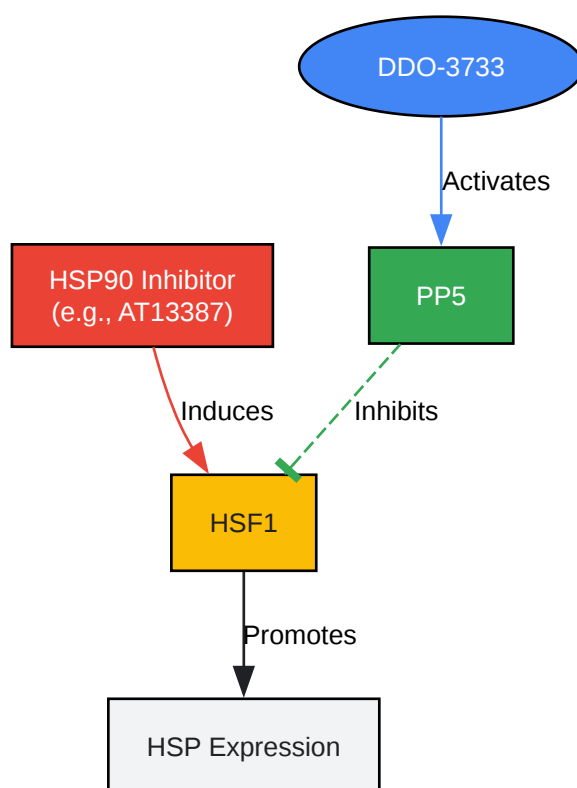 DDO-3733
Activates
HSP90 Inhibitor
(e.g., AT13387)
PP5
Induces
Inhibits
HSF1
Promotes
HSP Expression